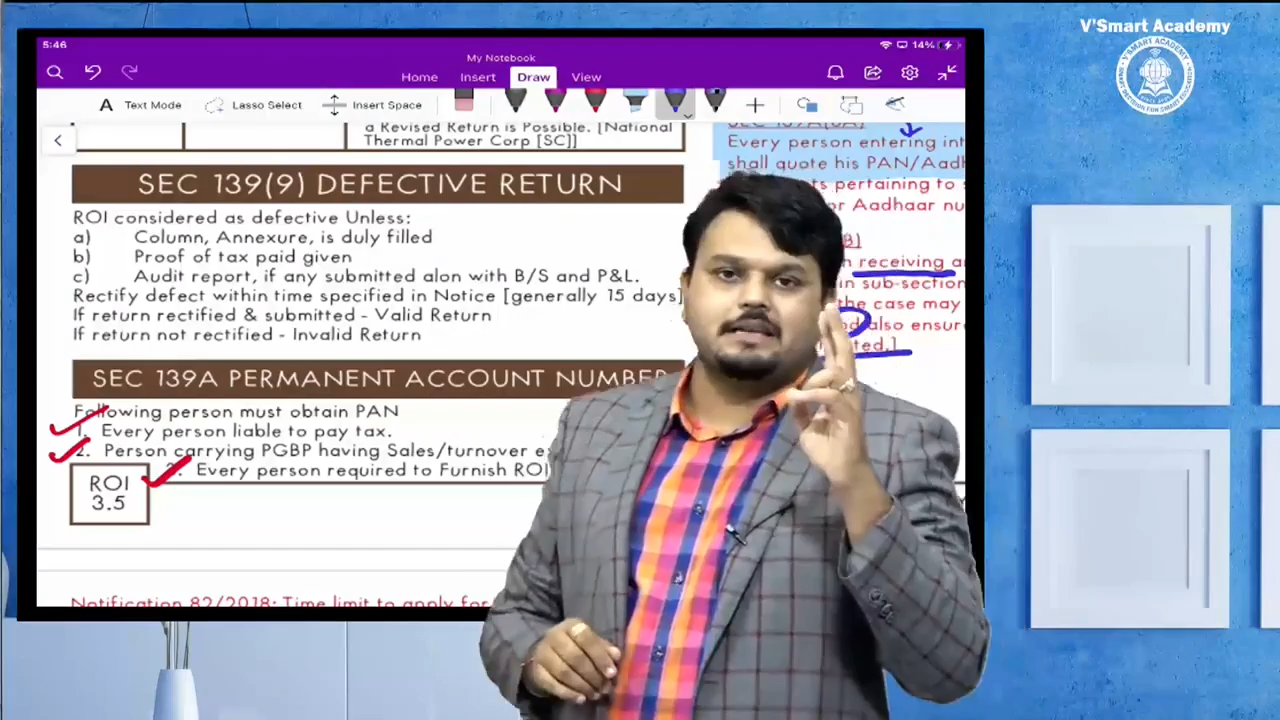 V'Smart Academy
5:46
14%
My Notebook
Home Insert Draw View
Text Mode Lasso Select Insert Space
a Revised Return is Possible. [National
Thermal Power Corp [SC]]
SEC 139(9) DEFECTIVE RETURN
ROI considered as defective Unless:
a) Column, Annexure, is duly filled
b) Proof of tax paid given
c) Audit report, if any submitted alon with B/S and P&L.
Rectify defect within time specified in Notice [generally 15 days]
If return rectified & submitted - Valid Return
If return not rectified - Invalid Return
SEC 139A PERMANENT ACCOUNT NUMBER
Following person must obtain PAN
1. Every person liable to pay tax.
2. Person carrying PGBP having Sales/turnover
Every person required to Furnish ROI
ROI
3.5
Notification 82/2018: Time limit to apply for
Every person entering
shall quote his
pertaining to
or Aadhaar
receiving
in sub-section
the case may
also